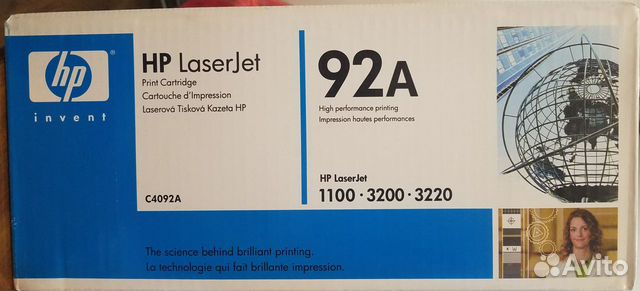 hp
invent
HP LaserJet
Print Cartridge
Cartouche d'Impression
Laserová Tisková Kazeta HP
C4092A
92A
High performance printing
Impression hautes performances
HP LaserJet
1100 · 3200 · 3220
The science behind brilliant printing.
La technologie qui fait brillante impression.
K W
Avito